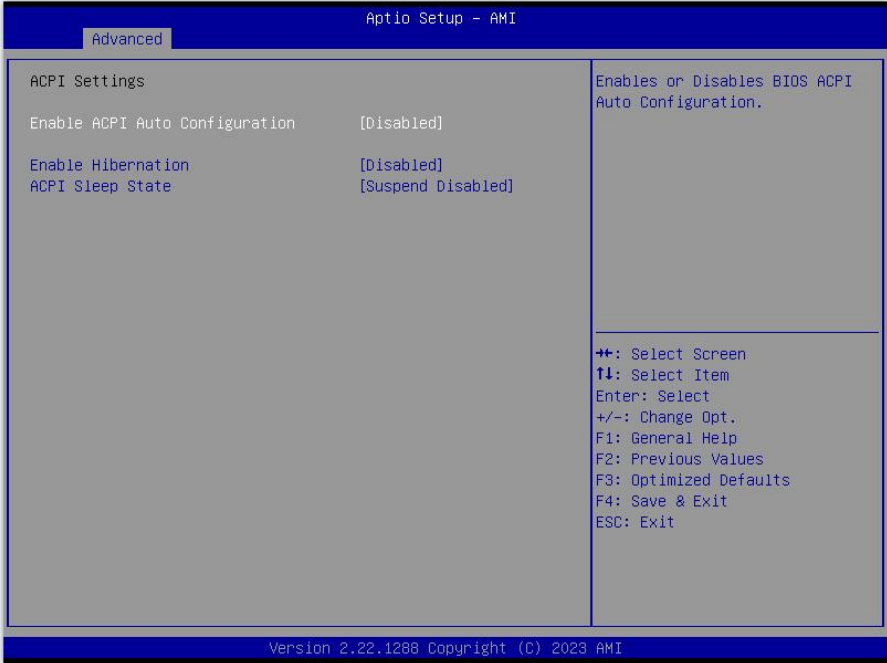 Aptio Setup – AMI
Advanced
ACPI Settings
Enable ACPI Auto Configuration [Disabled]
Enable Hibernation [Disabled]
ACPI Sleep State [Suspend Disabled]
Enables or Disables BIOS ACPI
Auto Configuration.
→←: Select Screen
↑↓: Select Item
Enter: Select
+/-: Change Opt.
F1: General Help
F2: Previous Values
F3: Optimized Defaults
F4: Save & Exit
ESC: Exit
Version 2.22.1288 Copyright (C) 2023 AMI